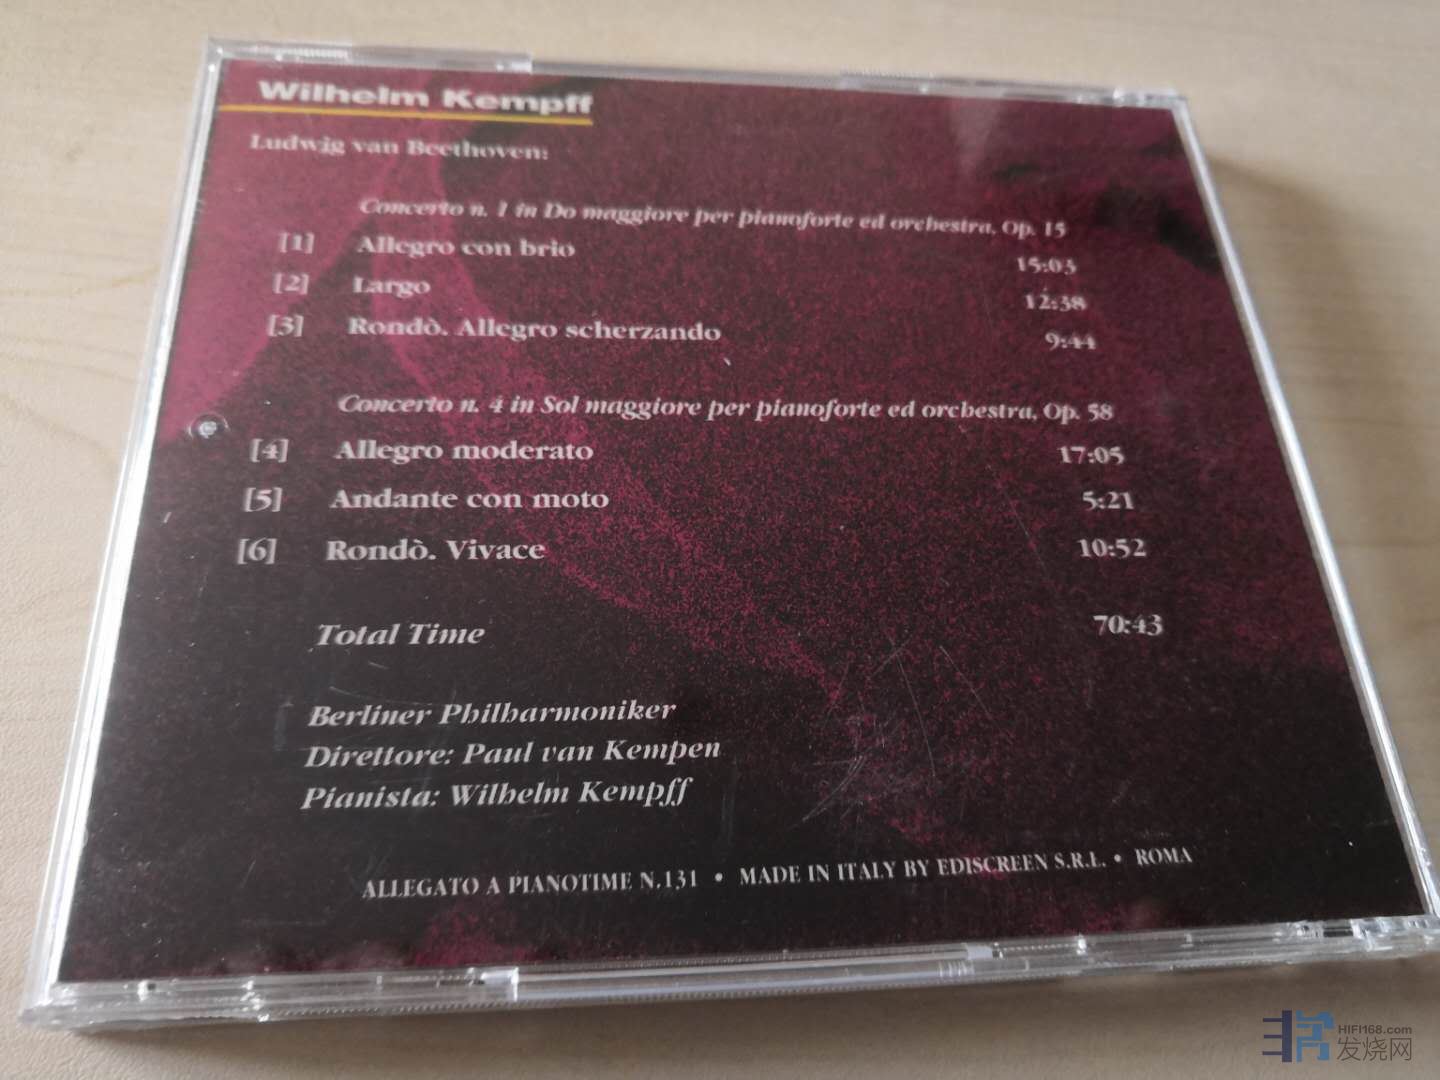 Wilhelm Kempff
Ludwig van Beethoven:
Concerto n. 1 in Do maggiore per pianoforte ed orchestra, Op. 15
[1] Allegro con brio 15:03
[2] Largo 12:38
[3] Rondò. Allegro scherzando 9:44
Concerto n. 4 in Sol maggiore per pianoforte ed orchestra, Op. 58
[4] Allegro moderato 17:05
[5] Andante con moto 5:21
[6] Rondò. Vivace 10:52
Total Time 70:43
Berliner Philharmoniker
Direttore: Paul van Kempen
Pianista: Wilhelm Kempff
ALLEGATO A PIANOTIME N.131 • MADE IN ITALY BY EDISCREEN S.R.L. • ROMA
HIFI168.com
发烧网